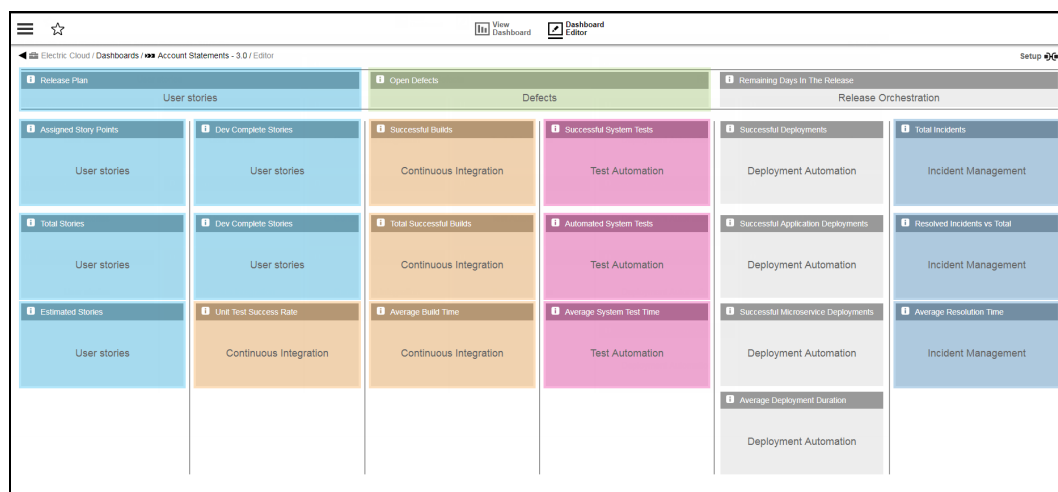 View
Dashboard
Dashboard
Editor
Electric Cloud / Dashboards / Account Statements - 3.0 / Editor
Setup
Release Plan
User stories
Open Defects
Defects
Remaining Days In The Release
Release Orchestration
Assigned Story Points
User stories
Dev Complete Stories
User stories
Successful Builds
Continuous Integration
Successful System Tests
Test Automation
Successful Deployments
Deployment Automation
Total Incidents
Incident Management
Total Stories
User stories
Dev Complete Stories
User stories
Total Successful Builds
Continuous Integration
Automated System Tests
Test Automation
Successful Application Deployments
Deployment Automation
Resolved Incidents vs Total
Incident Management
Estimated Stories
User stories
Unit Test Success Rate
Continuous Integration
Average Build Time
Continuous Integration
Average System Test Time
Test Automation
Successful Microservice Deployments
Deployment Automation
Average Resolution Time
Incident Management
Average Deployment Duration
Deployment Automation